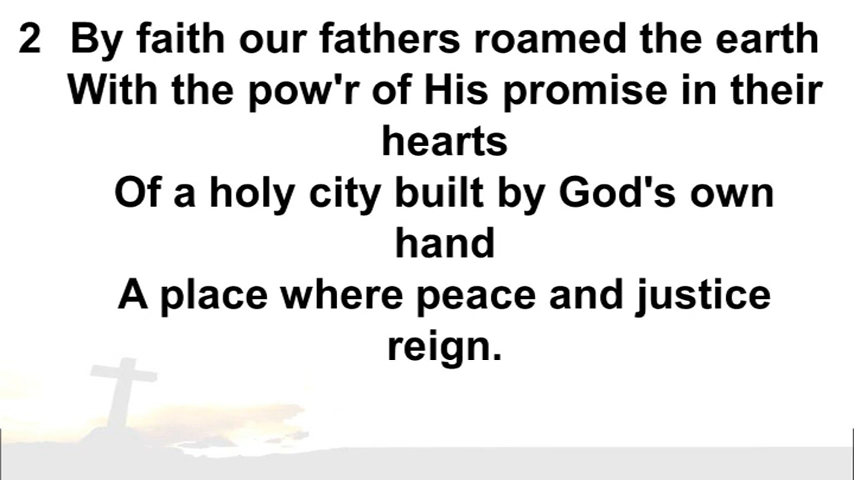 2 By faith our fathers roamed the earth
With the pow'r of His promise in their
hearts
Of a holy city built by God's own
hand
A place where peace and justice
reign.